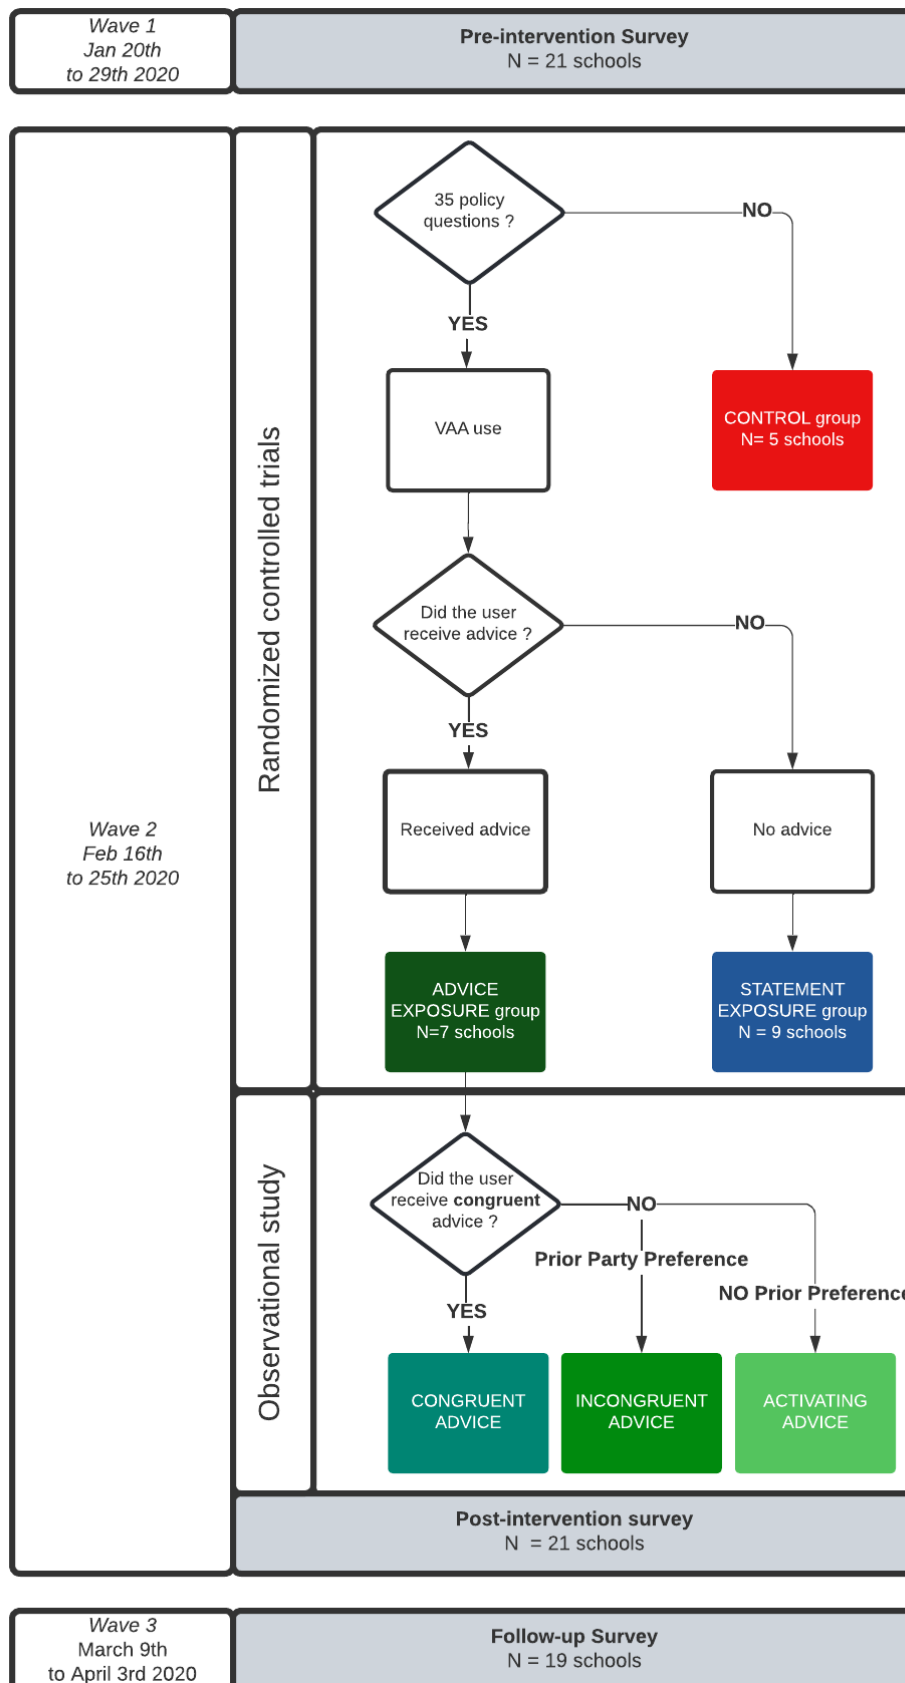 Wave 1
Jan 20th
to 29th 2020
Pre-intervention Survey
N = 21 schools
35 policy
questions ?
NO
YES
VAA use
CONTROL group
N= 5 schools
Randomized controlled trials
Did the user
receive advice ?
NO
YES
Received advice
No advice
Wave 2
Feb 16th
to 25th 2020
ADVICE
EXPOSURE group
N=7 schools
STATEMENT
EXPOSURE group
N = 9 schools
Observational study
Did the user
receive congruent
advice ?
NO
Prior Party Preference
NO Prior Preference
YES
CONGRUENT
ADVICE
INCONGRUENT
ADVICE
ACTIVATING
ADVICE
Post-intervention survey
N = 21 schools
Wave 3
March 9th
to April 3rd 2020
Follow-up Survey
N = 19 schools